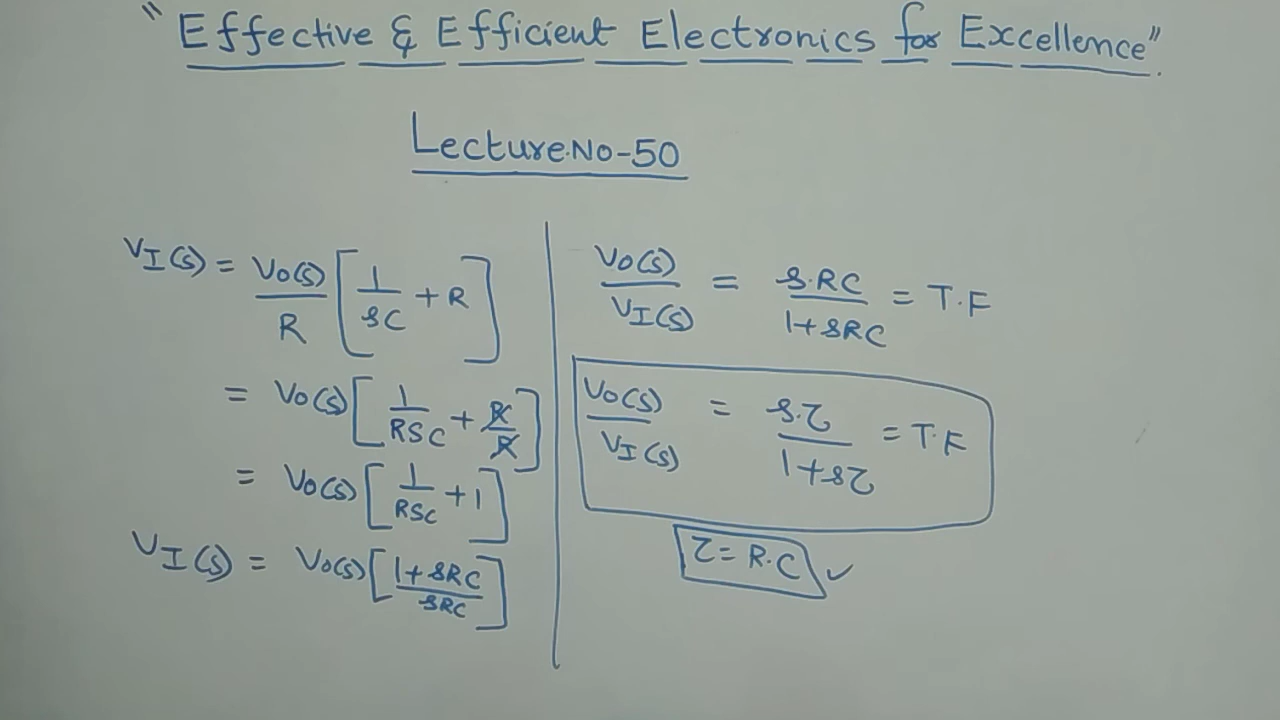 "Effective & Efficient Electronics for Excellence".
Lecture.No-50
VI(s) = Vo(s)/R [1/sC + R]
= Vo(s) [1/RSC + R/R]
= Vo(s) [1/RSC + 1]
VI(s) = Vo(s) [1+sRC/sRC]
Vo(s)/VI(s) = s.RC/1+sRC = T.F
Vo(s)/VI(s) = s.τ/1+sτ = T.F
τ = R.C ✓